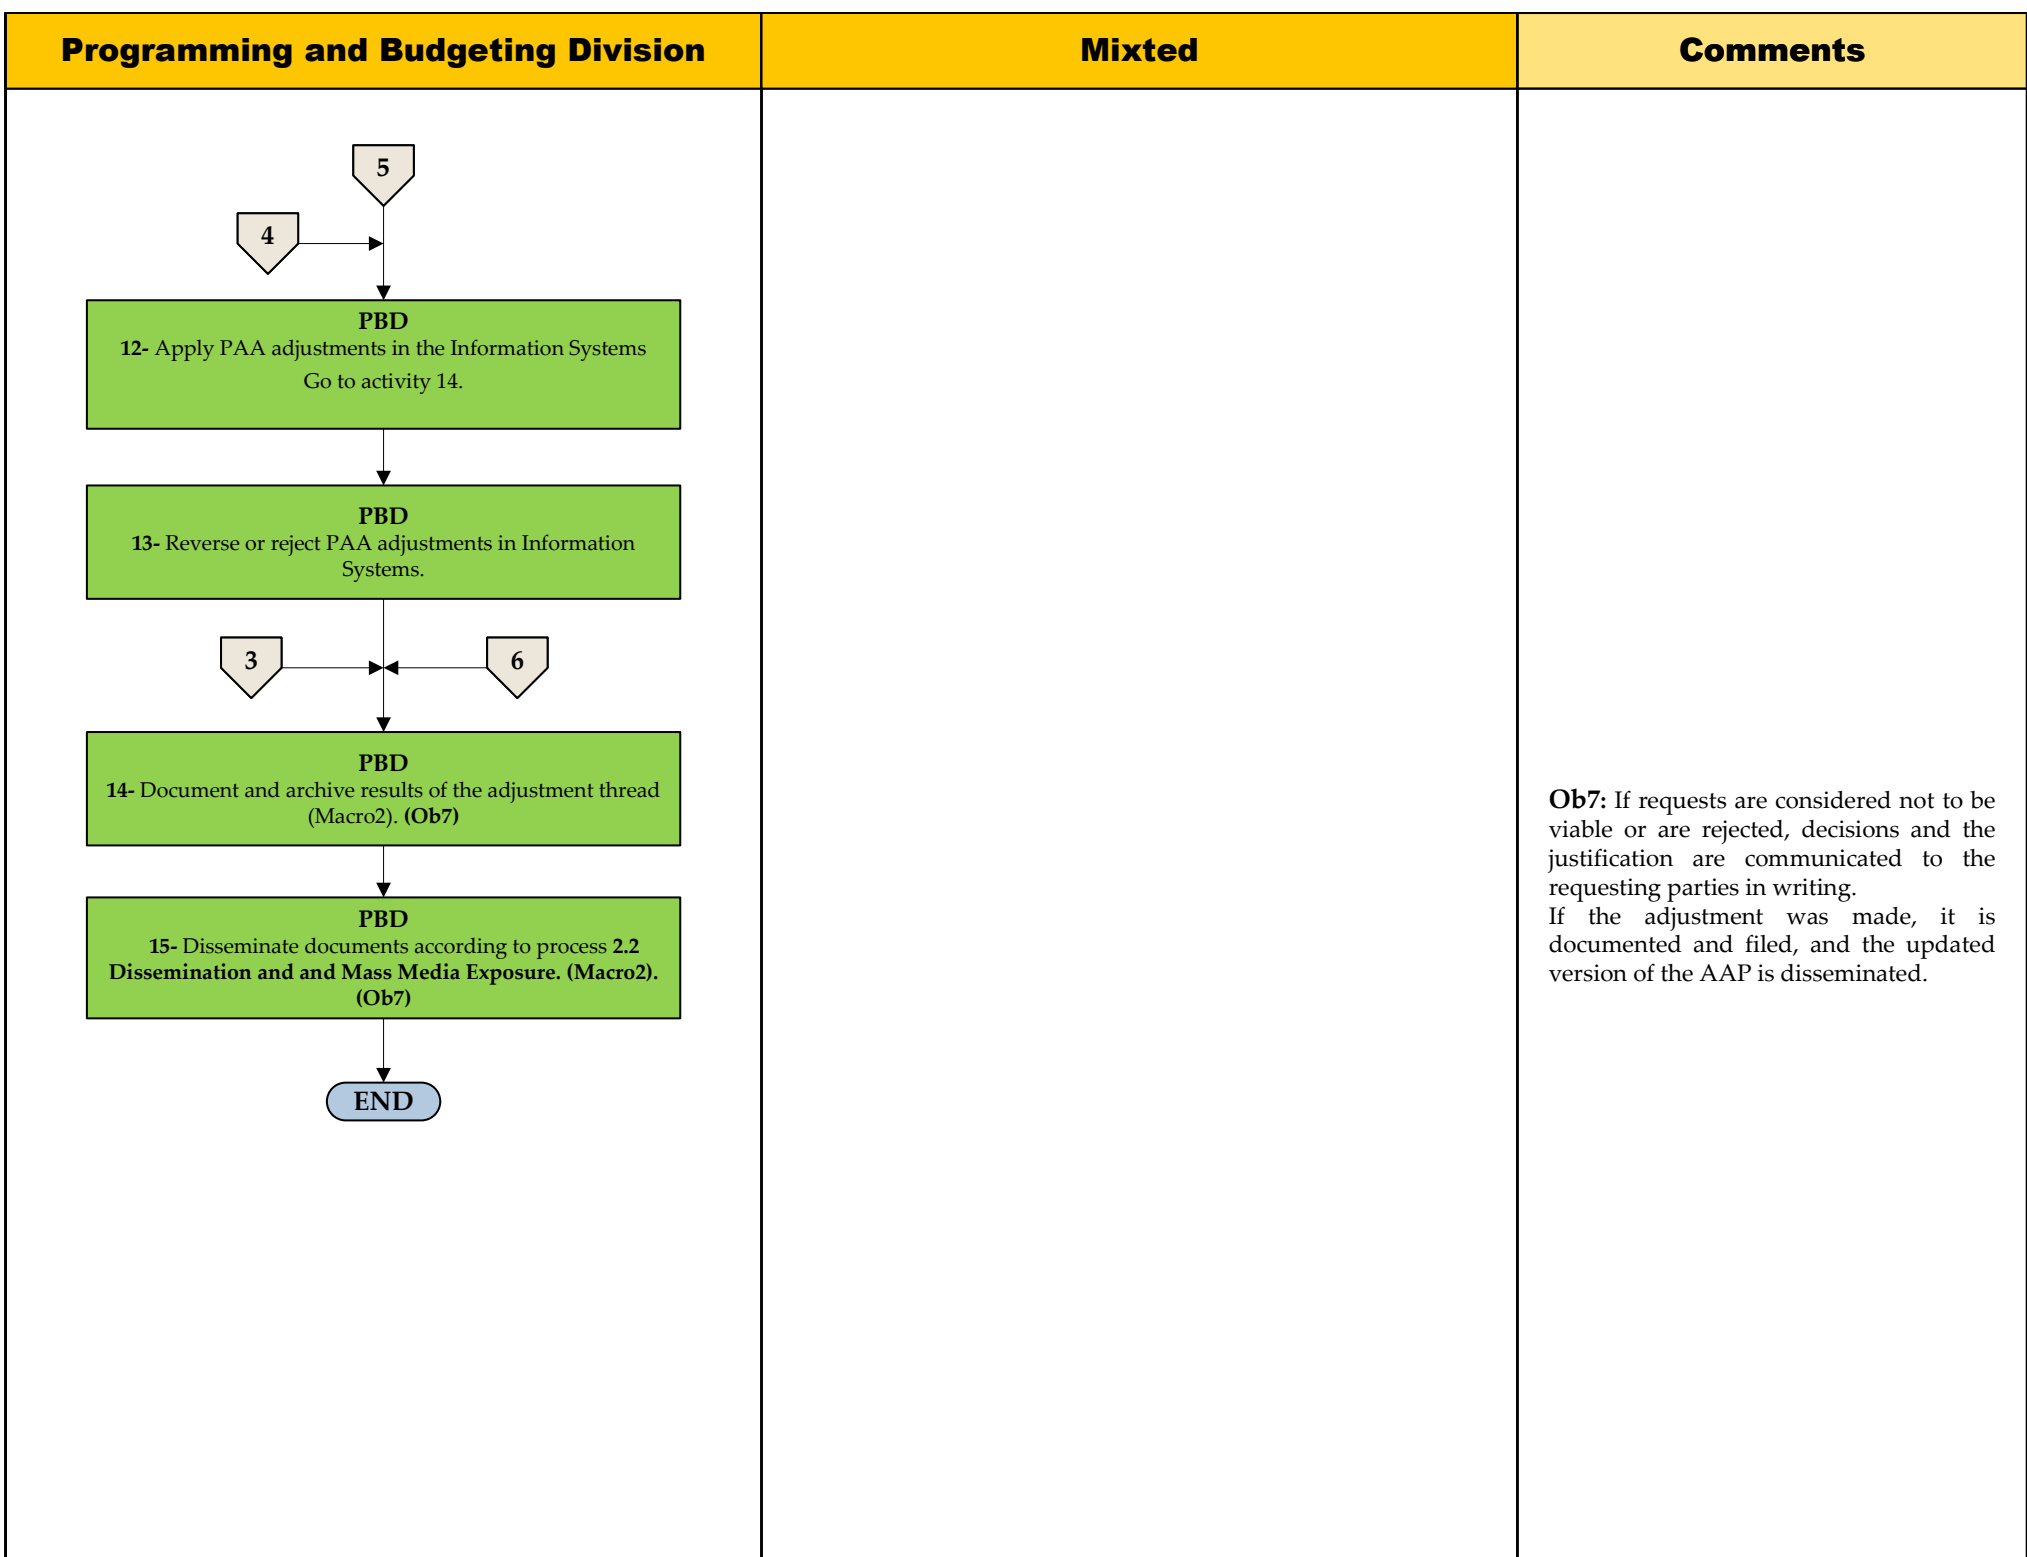 Programming and Budgeting Division
Mixted
Comments
5
4
PBD
12- Apply PAA adjustments in the Information Systems
Go to activity 14.
PBD
13- Reverse or reject PAA adjustments in Information
Systems.
3
6
PBD
14- Document and archive results of the adjustment thread
(Macro2). (Ob7)
PBD
15- Disseminate documents according to process 2.2
Dissemination and and Mass Media Exposure. (Macro2).
(Ob7)
END
Ob7: If requests are considered not to be
viable or are rejected, decisions and the
justification are communicated to the
requesting parties in writing.
If the adjustment was made, it is
documented and filed, and the updated
version of the AAP is disseminated.